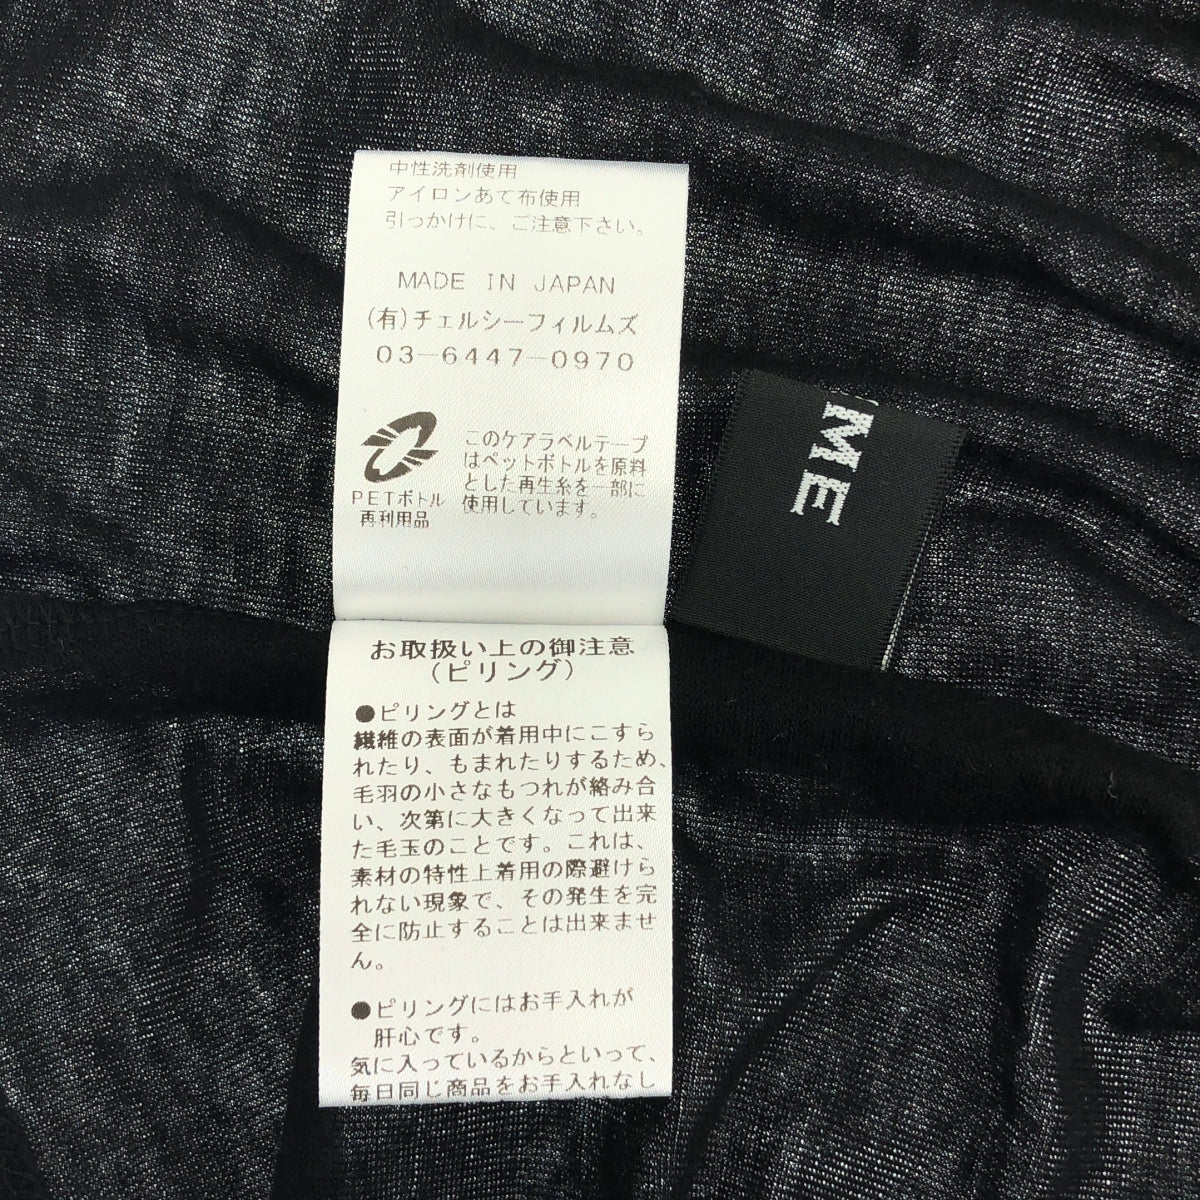 中性洗剤使用
アイロンあて布使用
引っかけに、ご注意下さい。
MADE IN JAPAN
(有)チェルシーフィルムズ
03-6447-0970
PETボトル
再利用品
このケアラベルテープ
はペットボトルを原料
とした再生糸を一部に
使用しています。
ME
お取扱い上の御注意
(ピリング)
●ピリングとは
繊維の表面が着用中にこすら
れたり、もまれたりするため、
毛羽の小さなもつれが絡み合
い、次第に大きくなって出来
た毛玉のことです。これは、
素材の特性上着用の際避けら
れない現象で、その発生を完
全に防止することは出来ませ
ん。
●ピリングにはお手入れが
肝心です。
気に入っているからといって、
毎日同じ商品をお手入れなし